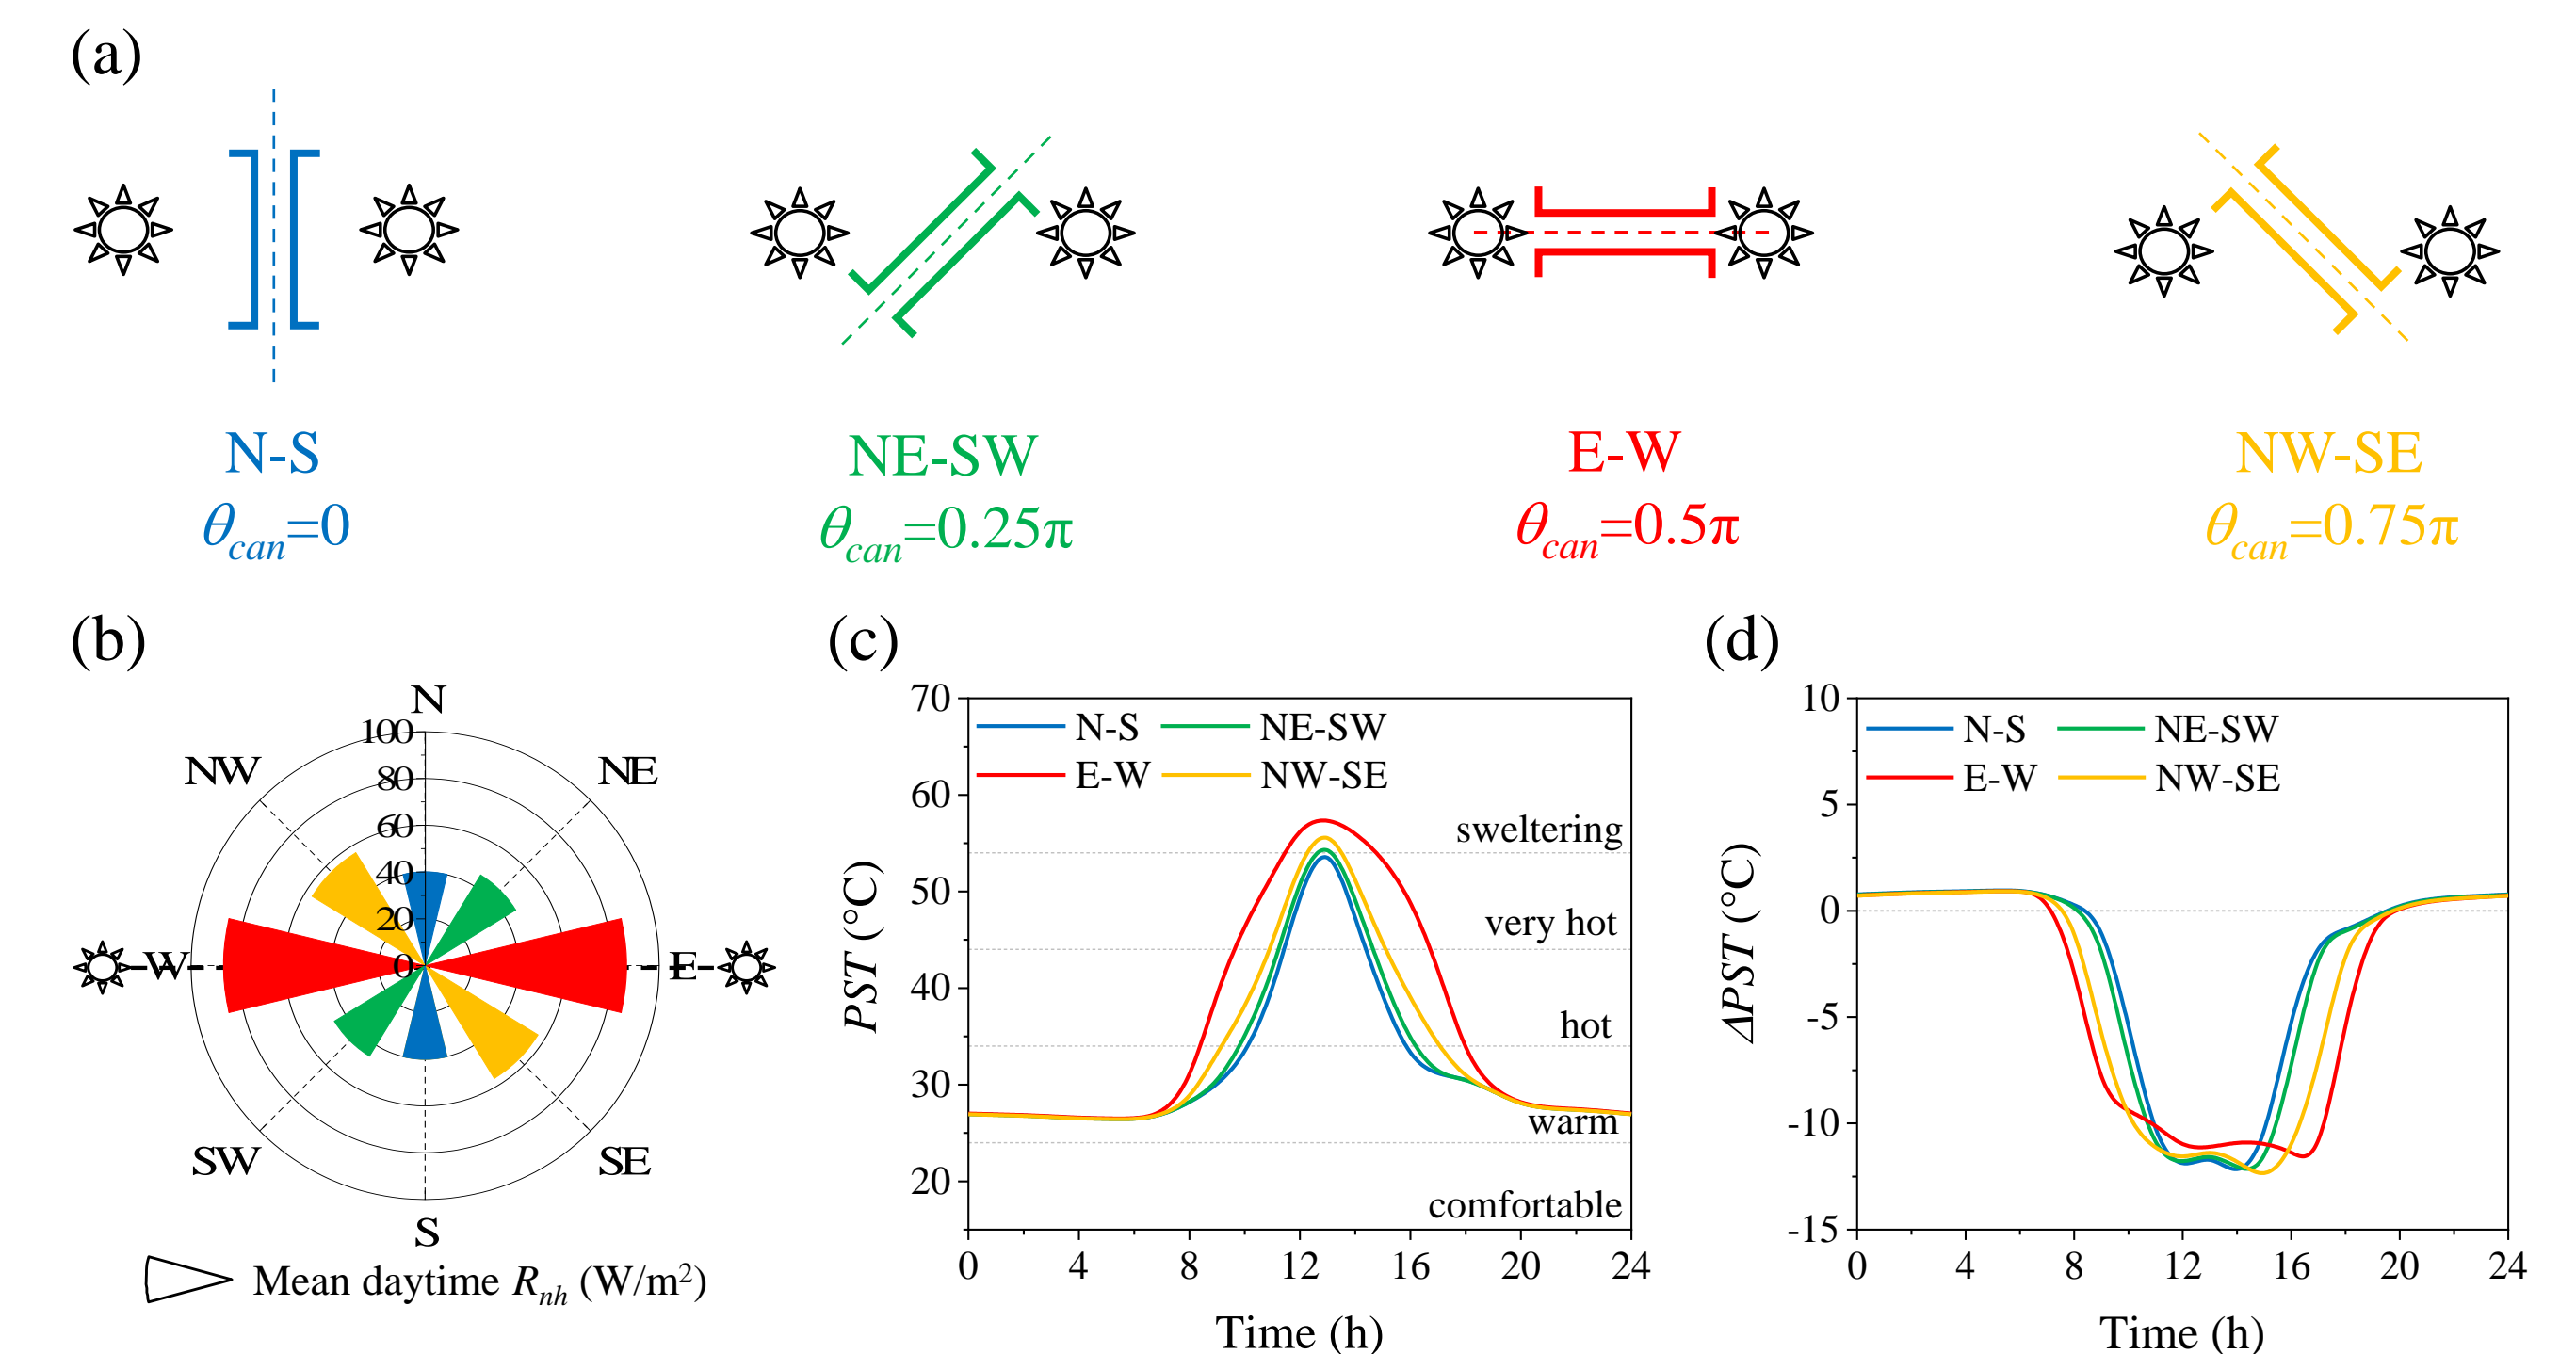 (a)
N-S
NE-SW
E-W
NW-SE
θcan=0
θcan=0.25π
θcan=0.5π
θcan=0.75π
(b)
N
NE
E
SE
S
SW
W
NW
100
80
60
40
20
0
Mean daytime Rnh (W/m²)
(c)
PST (°C)
70
60
50
40
30
20
N-S
NE-SW
E-W
NW-SE
sweltering
very hot
hot
warm
comfortable
0 4 8 12 16 20 24
Time (h)
(d)
ΔPST (°C)
10
5
0
-5
-10
-15
N-S
NE-SW
E-W
NW-SE
0 4 8 12 16 20 24
Time (h)